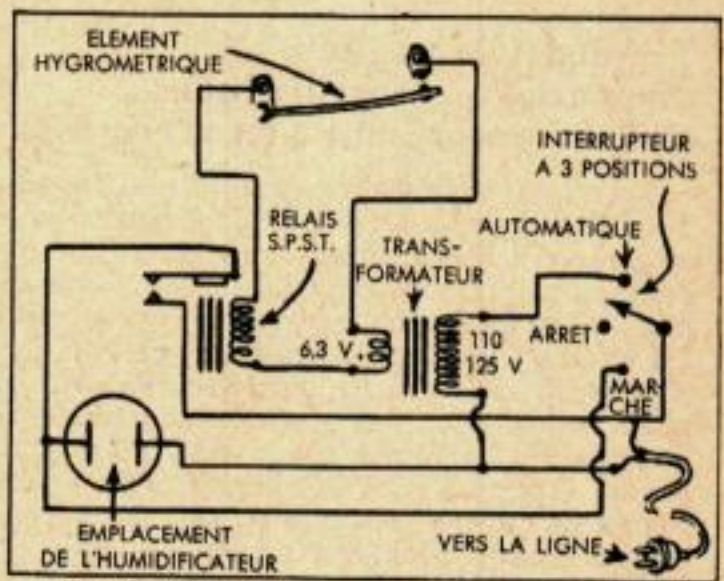 ELEMENT
HYGROMETRIQUE
INTERRUPTEUR
A 3 POSITIONS
RELAIS
S.P.S.T.
TRANS-
FORMATEUR
AUTOMATIQUE
6,3 V.
110
125 V
ARRET
MAR-
CHE
EMPLACEMENT
DE L'HUMIDIFICATEUR
VERS LA LIGNE